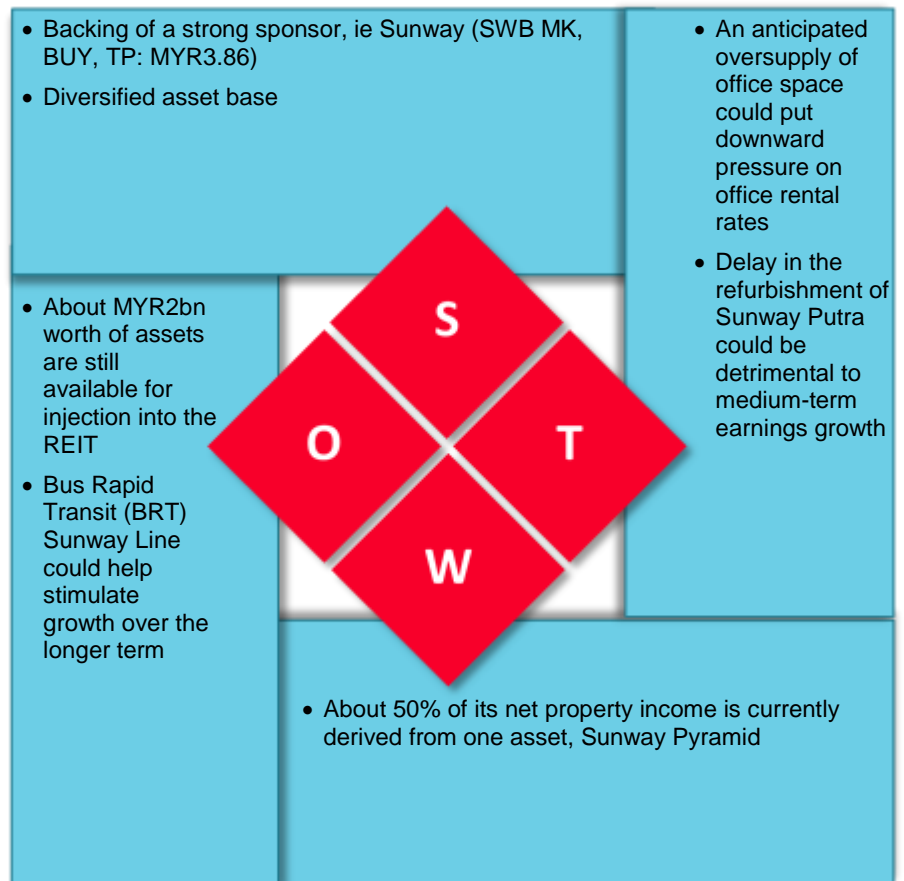 • Backing of a strong sponsor, ie Sunway (SWB MK,
BUY, TP: MYR3.86)
• Diversified asset base
• An
anticipated
oversupply of
office space
could put
downward
pressure on
office rental
rates
• Delay in the
refurbishment of
Sunway Putra
could be
detrimental to
medium-term
earnings growth
• About MYR2bn
worth of assets
are still
available for
injection into the
REIT
• Bus Rapid
Transit (BRT)
Sunway Line
could help
stimulate
growth over the
longer term
S
O
T
W
• About 50% of its net property income is currently
derived from one asset, Sunway Pyramid